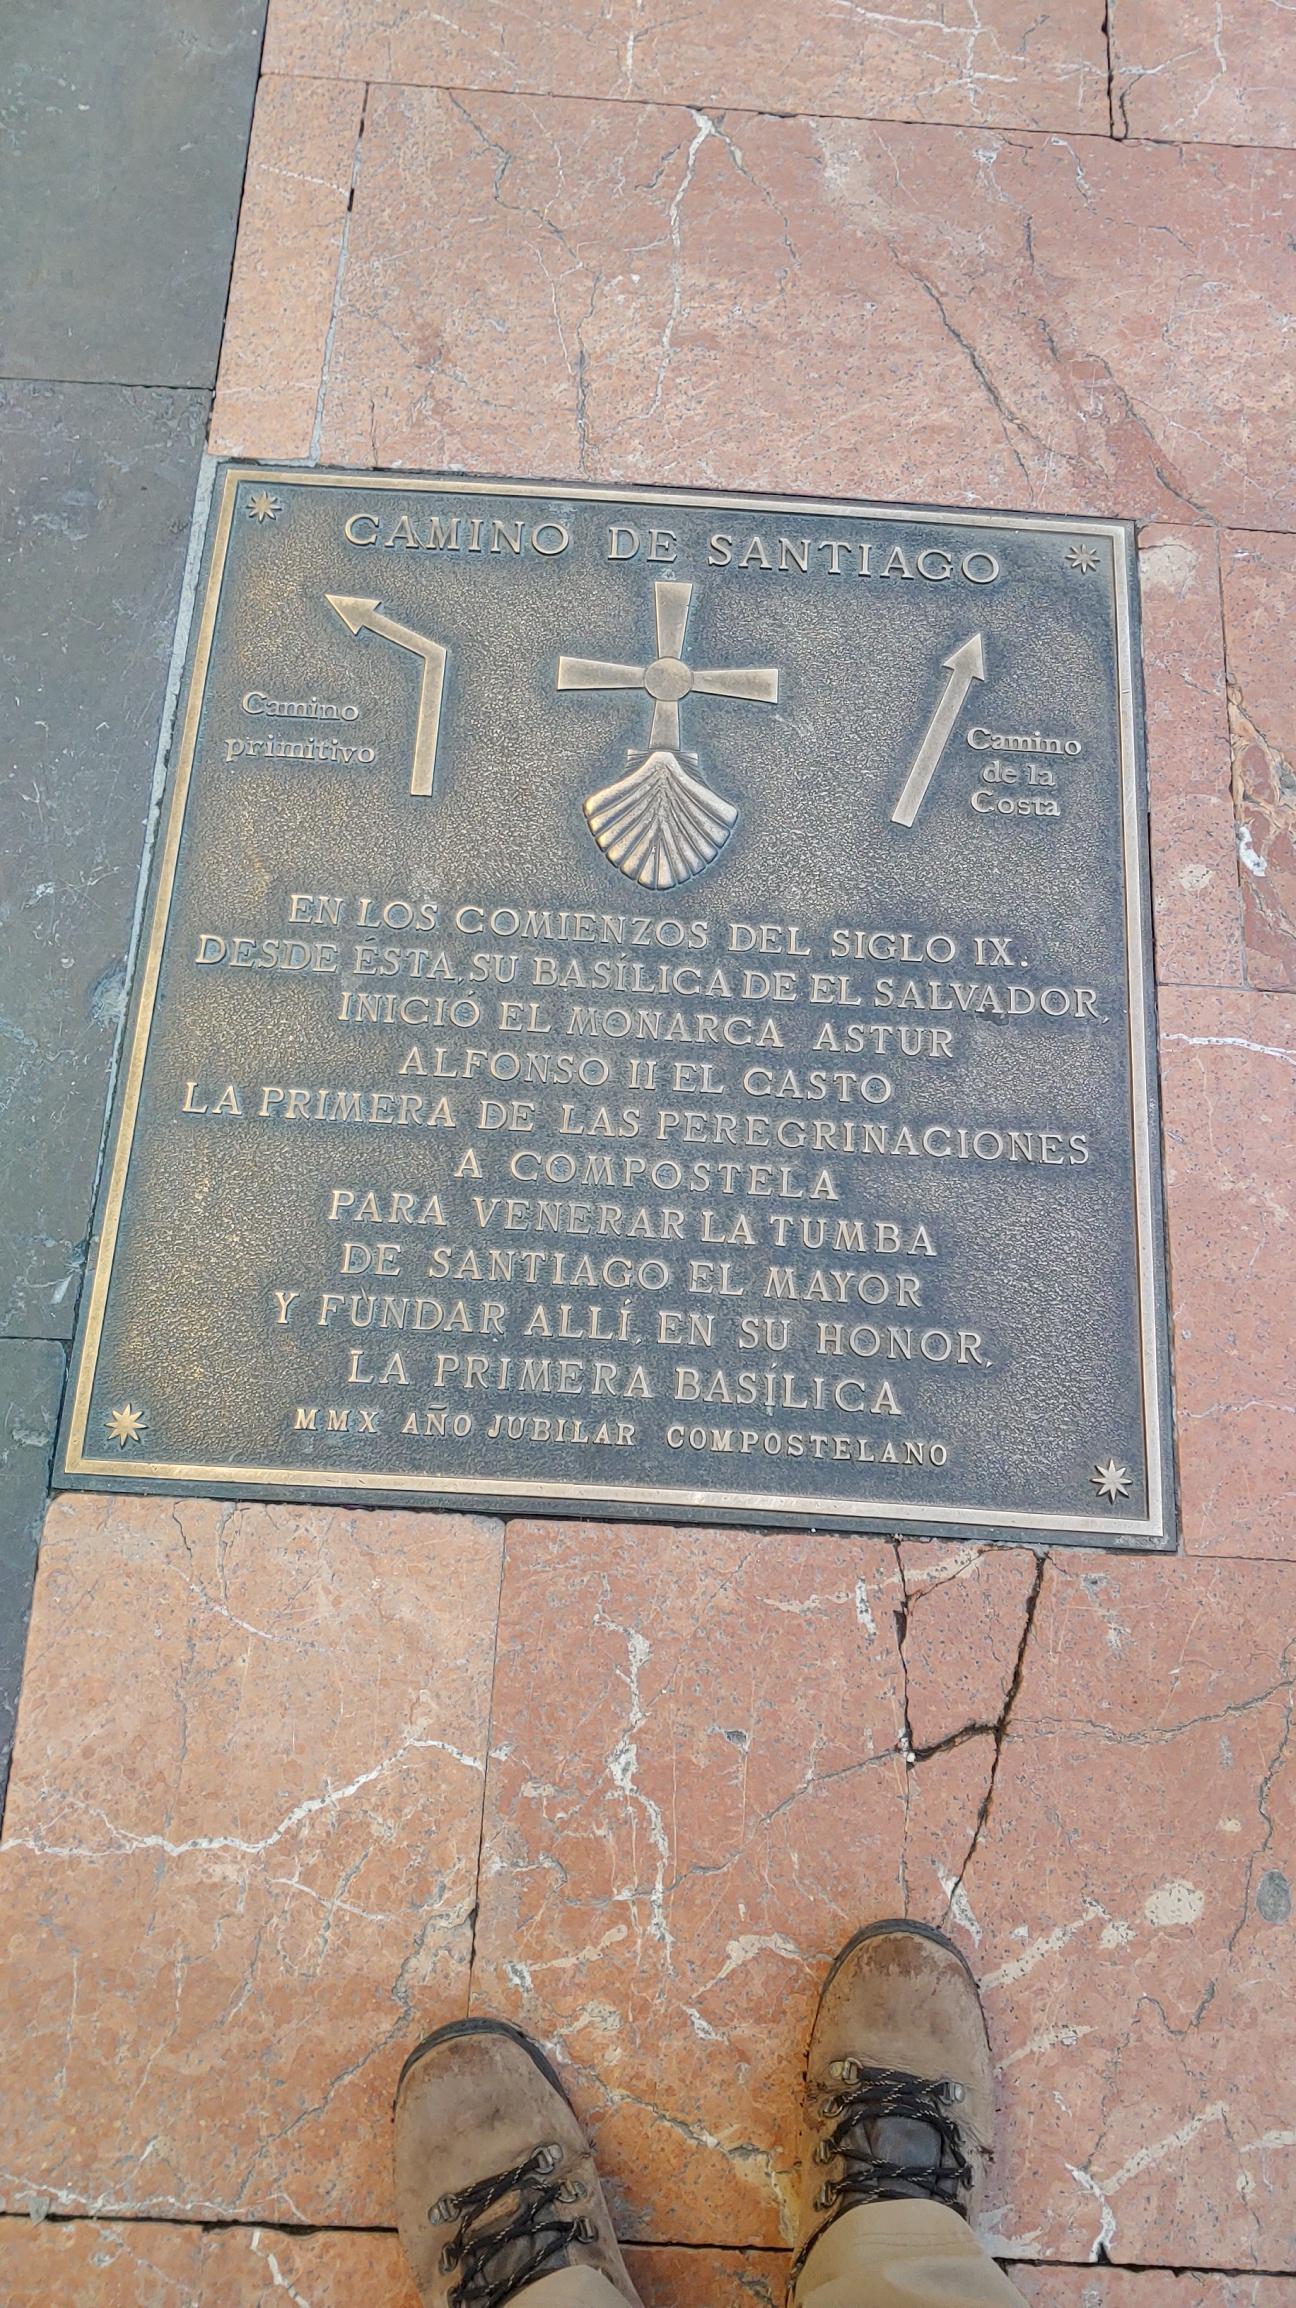 CAMINO DE SANTIAGO
Camino
primitivo
Camino
de la
Costa
EN LOS COMIENZOS DEL SIGLO IX.
DESDE ÉSTA, SU BASÍLICA DE EL SALVADOR,
INICIÓ EL MONARCA ASTUR
ALFONSO II EL CASTO
LA PRIMERA DE LAS PEREGRINACIONES
A COMPOSTELA
PARA VENERAR LA TUMBA
DE SANTIAGO EL MAYOR
Y FUNDAR ALLÍ, EN SU HONOR,
LA PRIMERA BASÍLICA
MMX AÑO JUBILAR COMPOSTELANO